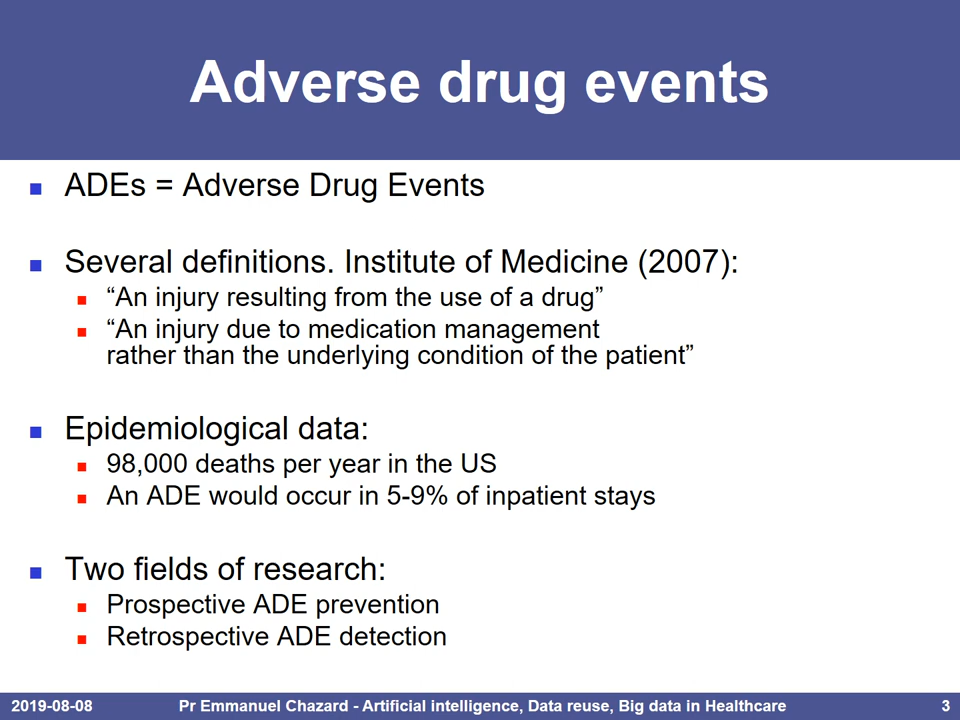 Adverse drug events
ADEs = Adverse Drug Events
Several definitions. Institute of Medicine (2007):
“An injury resulting from the use of a drug”
“An injury due to medication management
rather than the underlying condition of the patient”
Epidemiological data:
98,000 deaths per year in the US
An ADE would occur in 5-9% of inpatient stays
Two fields of research:
Prospective ADE prevention
Retrospective ADE detection
2019-08-08 Pr Emmanuel Chazard - Artificial intelligence, Data reuse, Big data in Healthcare 3